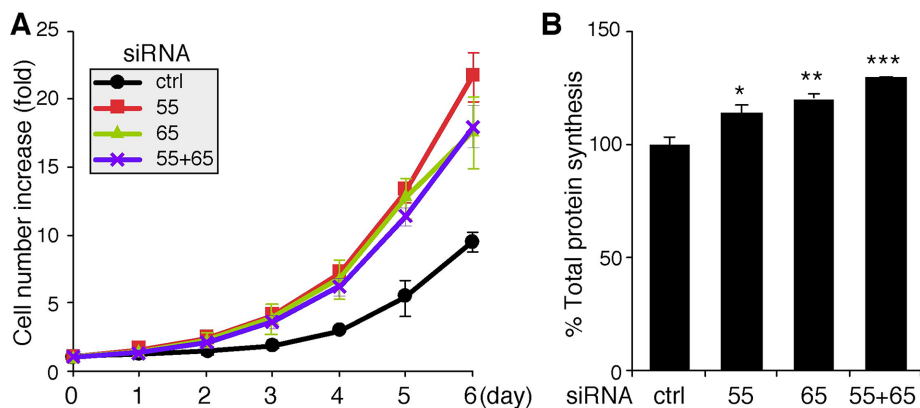 A
siRNA
ctrl
55
65
55+65
Cell number increase (fold)
25
20
15
10
5
0
0 1 2 3 4 5 6 (day)
B
% Total protein synthesis
150
100
50
0
* ** ***
siRNA ctrl 55 65 55+65